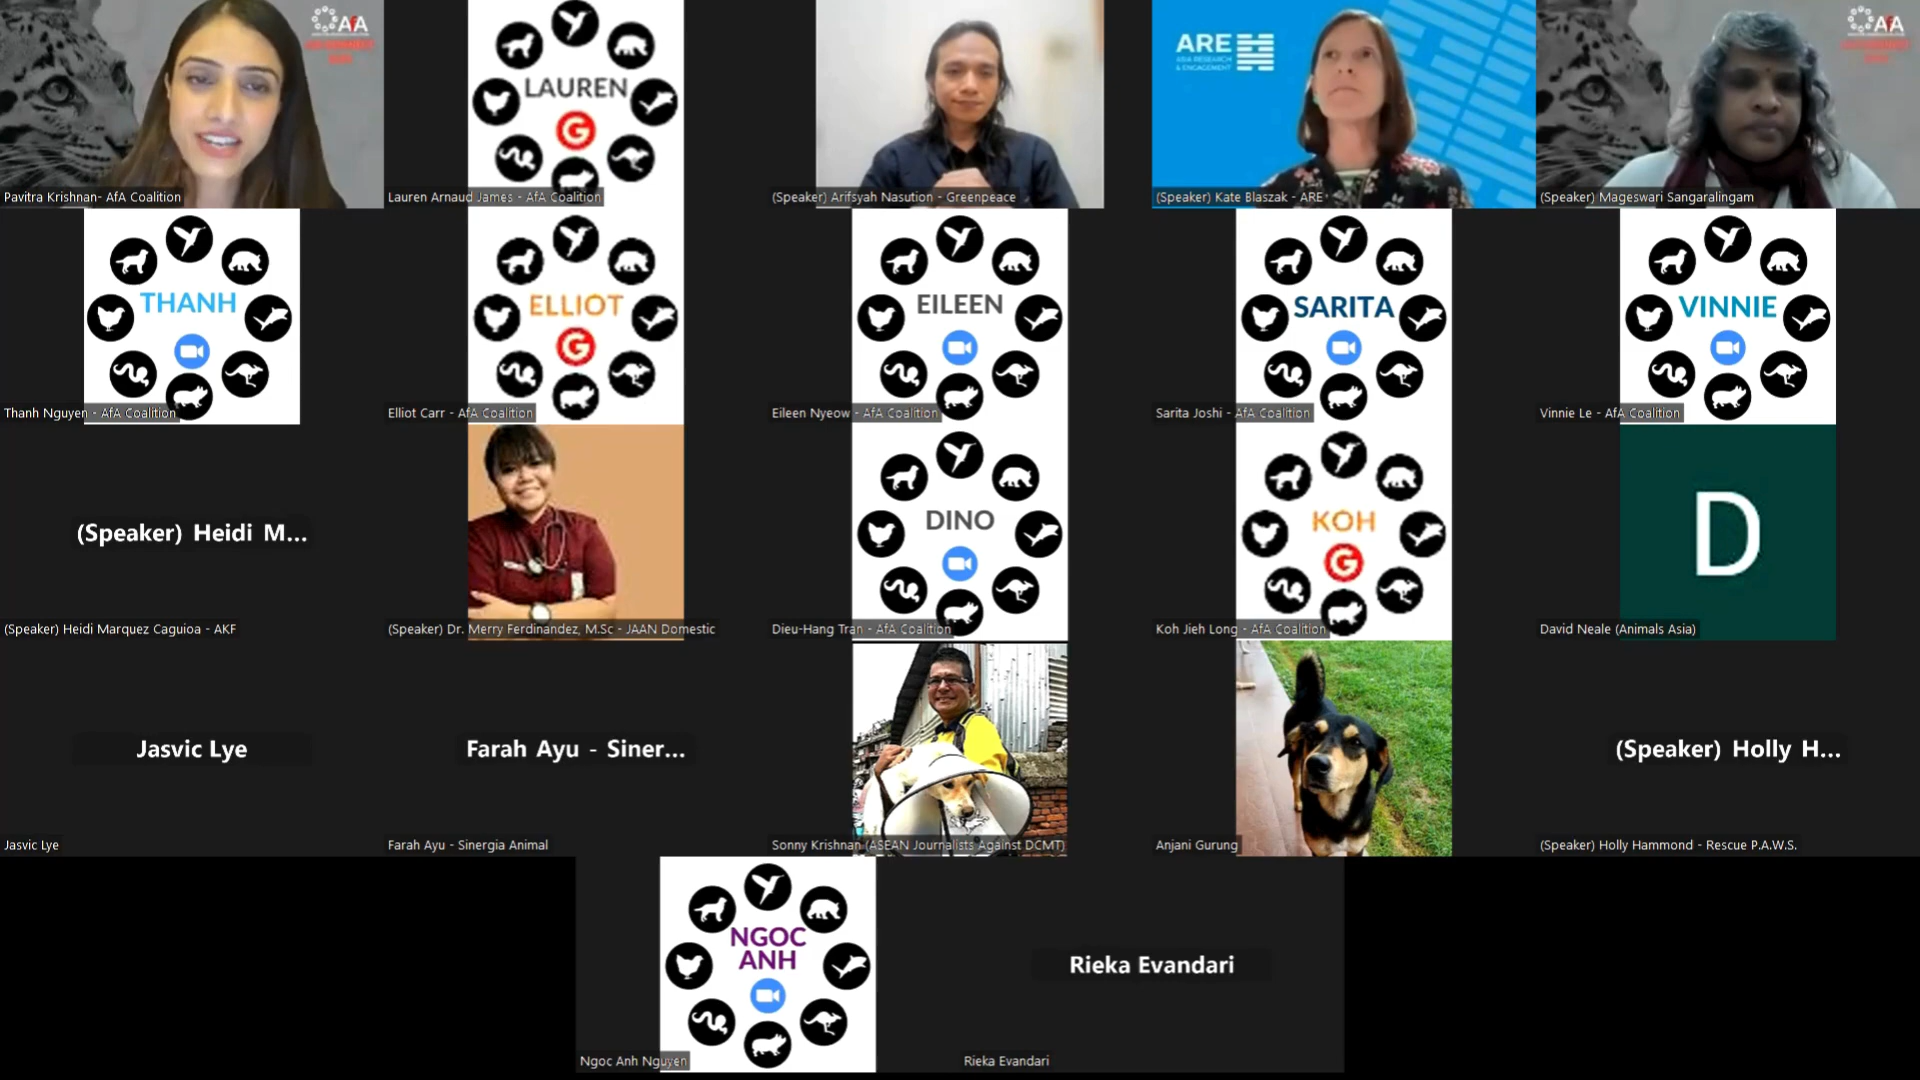 AfA
Pavitra Krishnan- AfA Coalition
LAUREN
G
Lauren Arnaud James - AfA Coalition
(Speaker) Arifsyah Nasution - Greenpeace
ARE
ASIA RESEARCH
& ENGAGEMENT
(Speaker) Kate Blaszak - ARE
AfA
(Speaker) Mageswari Sangaralingam
THANH
Thanh Nguyen - AfA Coalition
ELLIOT
G
Elliot Carr - AfA Coalition
EILEEN
Eileen Nyeow - AfA Coalition
SARITA
Sarita Joshi - AfA Coalition
VINNIE
Vinnie Le - AfA Coalition
(Speaker) Heidi M...
(Speaker) Heidi Marquez Caguioa - AKF
(Speaker) Dr. Merry Ferdinandez, M.Sc - JAAN Domestic
DINO
Dieu-Hang Tran - AfA Coalition
KOH
G
Koh Jieh Long - AfA Coalition
D
David Neale (Animals Asia)
Jasvic Lye
Jasvic Lye
Farah Ayu - Siner...
Farah Ayu - Sinergia Animal
Sonny Krishnan (ASEAN Journalists Against DCMT)
Anjani Gurung
(Speaker) Holly H...
(Speaker) Holly Hammond - Rescue P.A.W.S.
NGOC
ANH
Ngoc Anh Nguyen
Rieka Evandari
Rieka Evandari